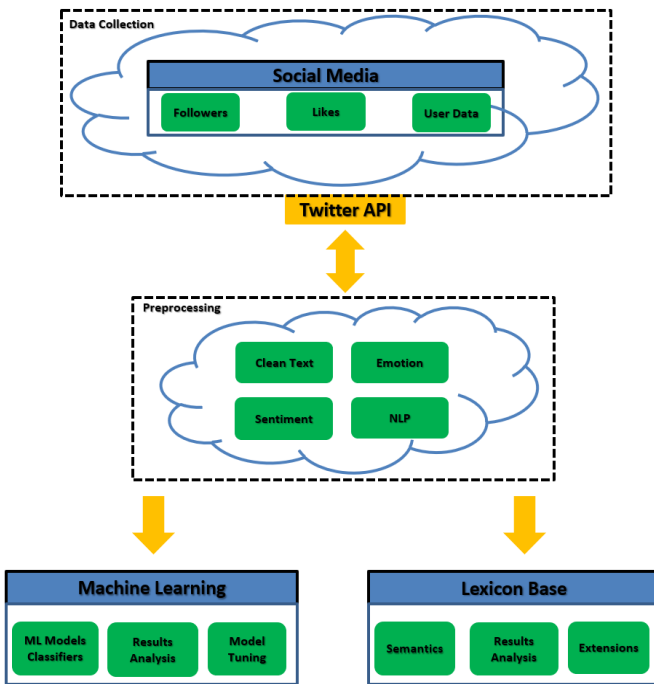 Data Collection
Social Media
Followers Likes User Data
Twitter API
Preprocessing
Clean Text Emotion
Sentiment NLP
Machine Learning
ML Models
Classifiers
Results
Analysis
Model
Tuning
Lexicon Base
Semantics
Results
Analysis
Extensions